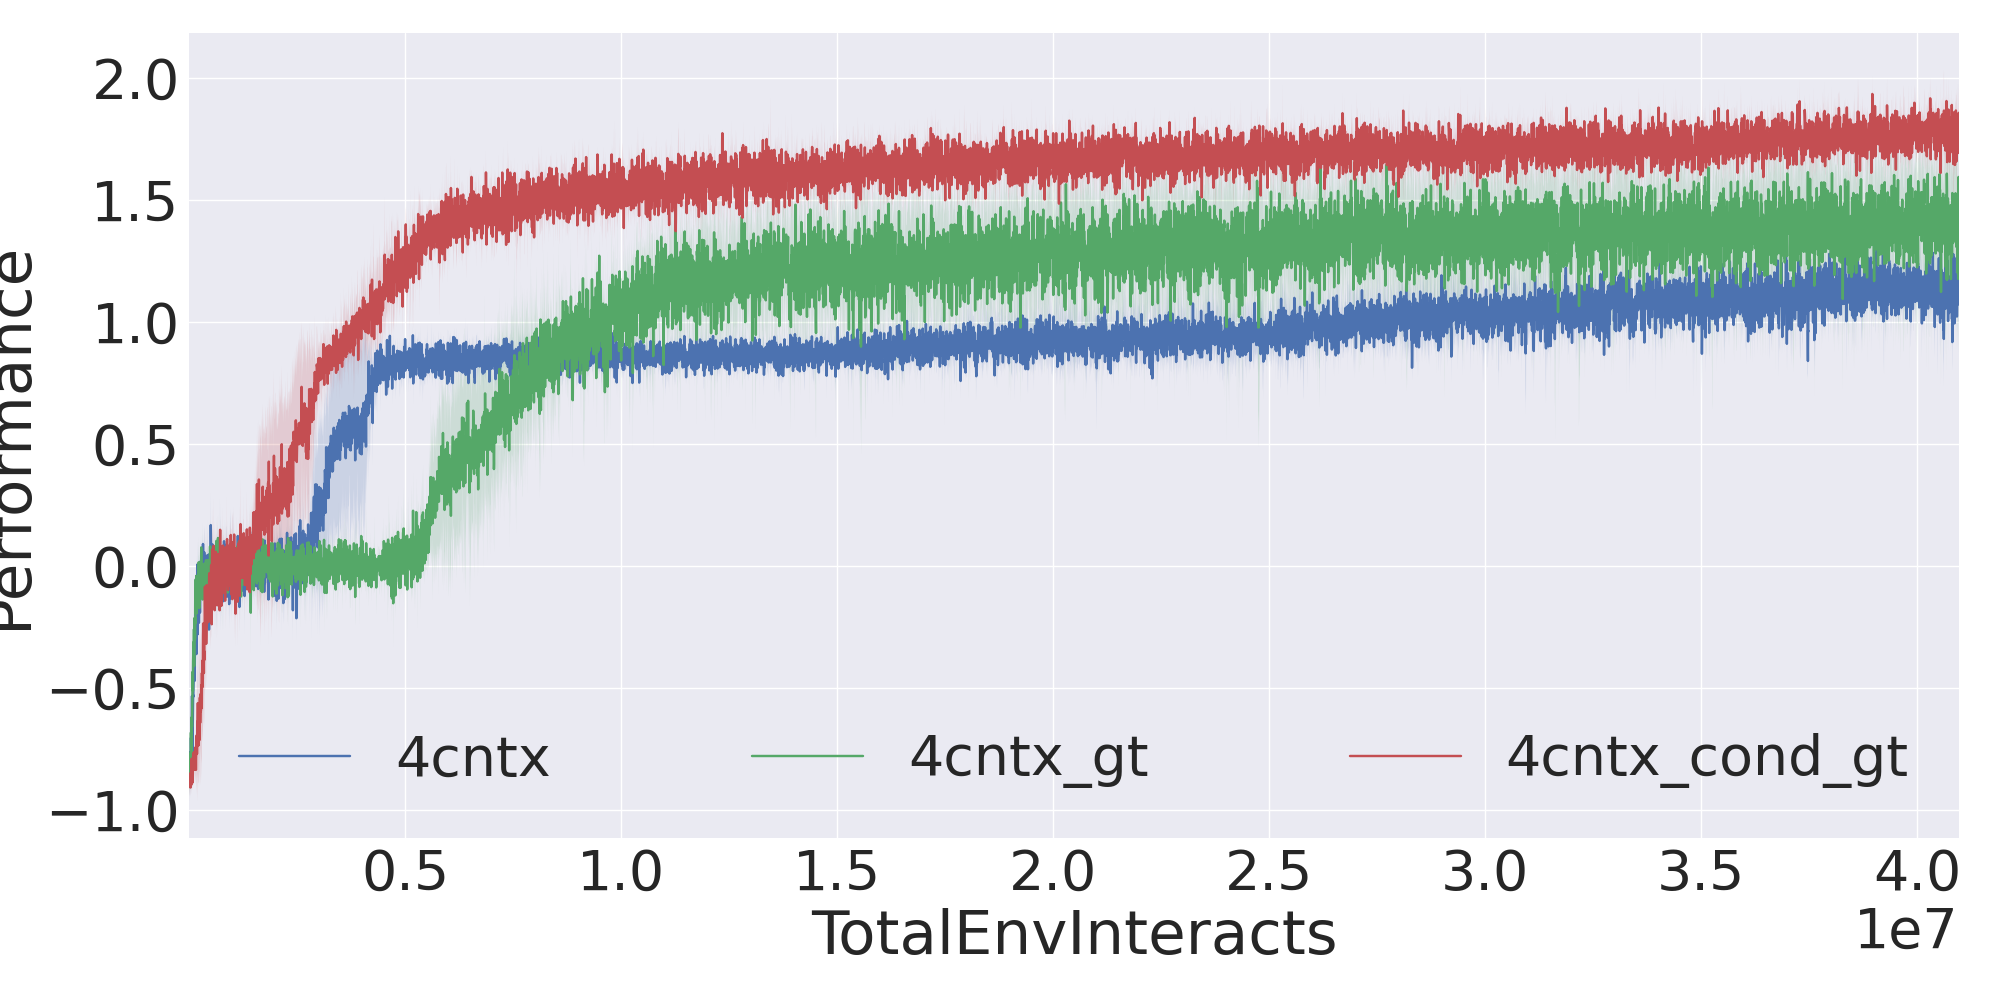 Performance
2.0
1.5
1.0
0.5
0.0
−0.5
−1.0
4cntx 4cntx_gt 4cntx_cond_gt
0.5 1.0 1.5 2.0 2.5 3.0 3.5 4.0
1e7
TotalEnvInteracts